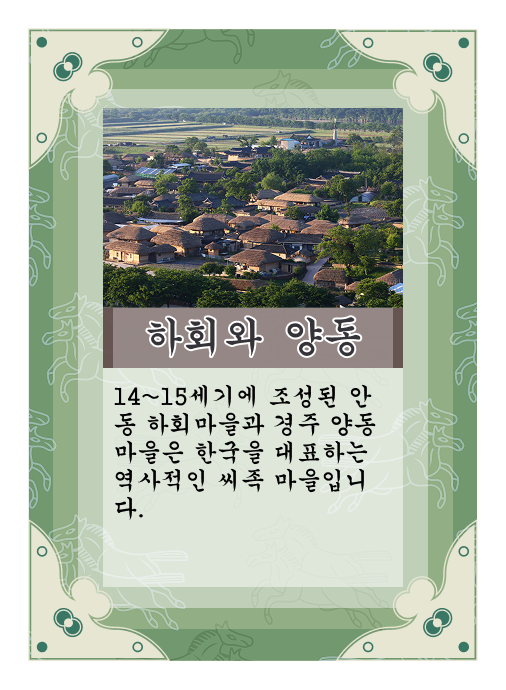 하회와 양동
14~15세기에 조성된 안
동 하회마을과 경주 양동
마을은 한국을 대표하는
역사적인 씨족 마을입니
다.